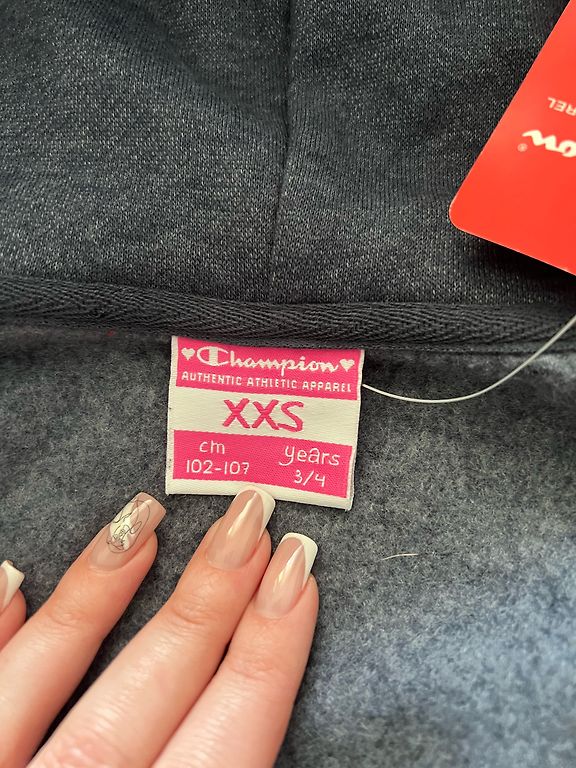 ♥Champion♥
AUTHENTIC ATHLETIC APPAREL
XXS
cm
102-107
years
3/4